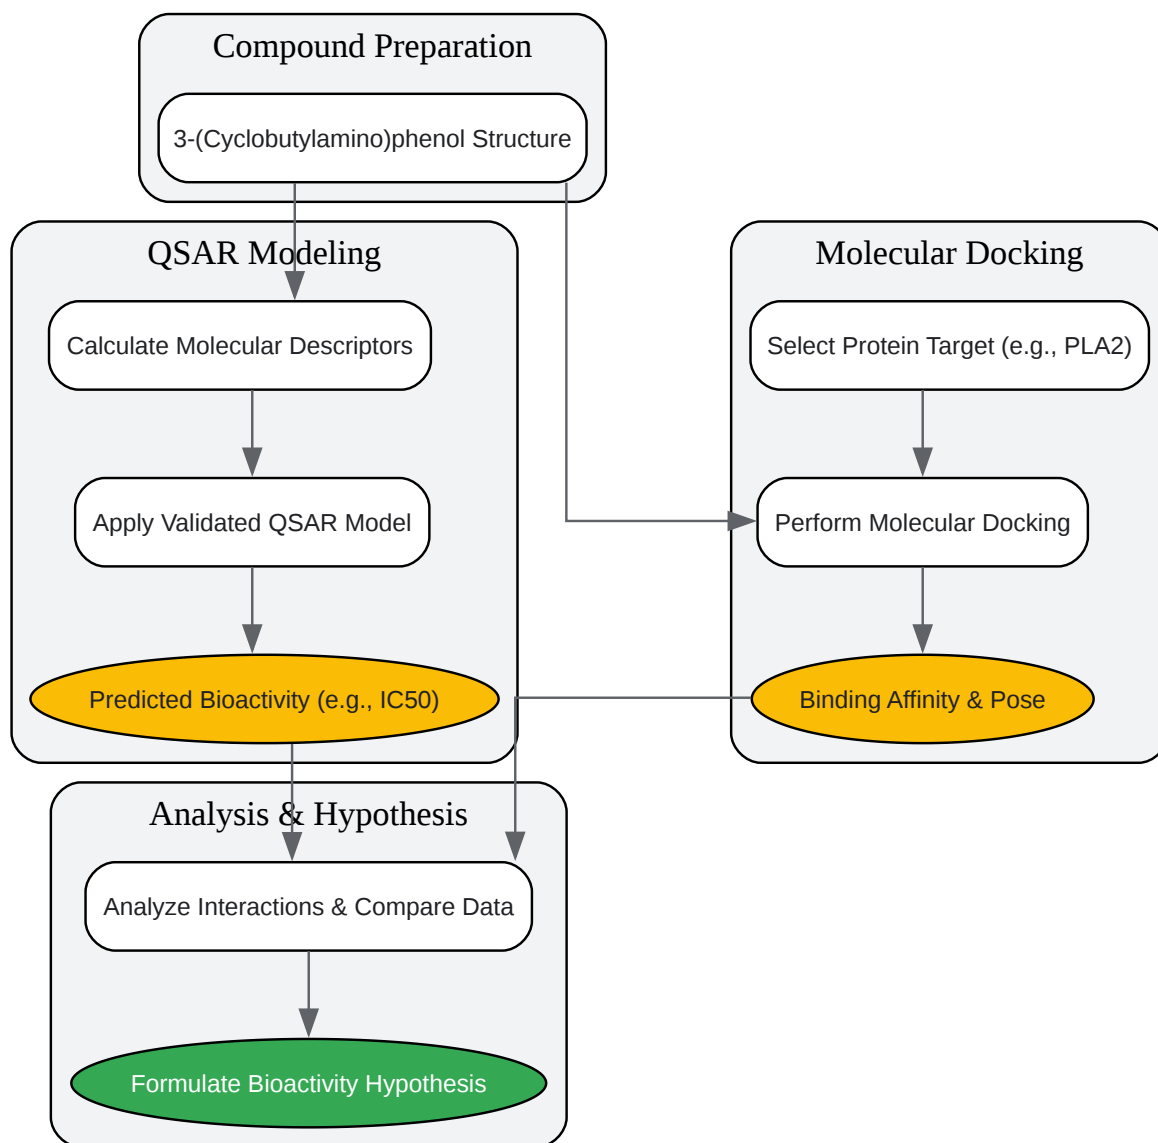 Compound Preparation
3-(Cyclobutylamino)phenol Structure
QSAR Modeling
Calculate Molecular Descriptors
Apply Validated QSAR Model
Predicted Bioactivity (e.g., IC50)
Molecular Docking
Select Protein Target (e.g., PLA2)
Perform Molecular Docking
Binding Affinity & Pose
Analysis & Hypothesis
Analyze Interactions & Compare Data
Formulate Bioactivity Hypothesis